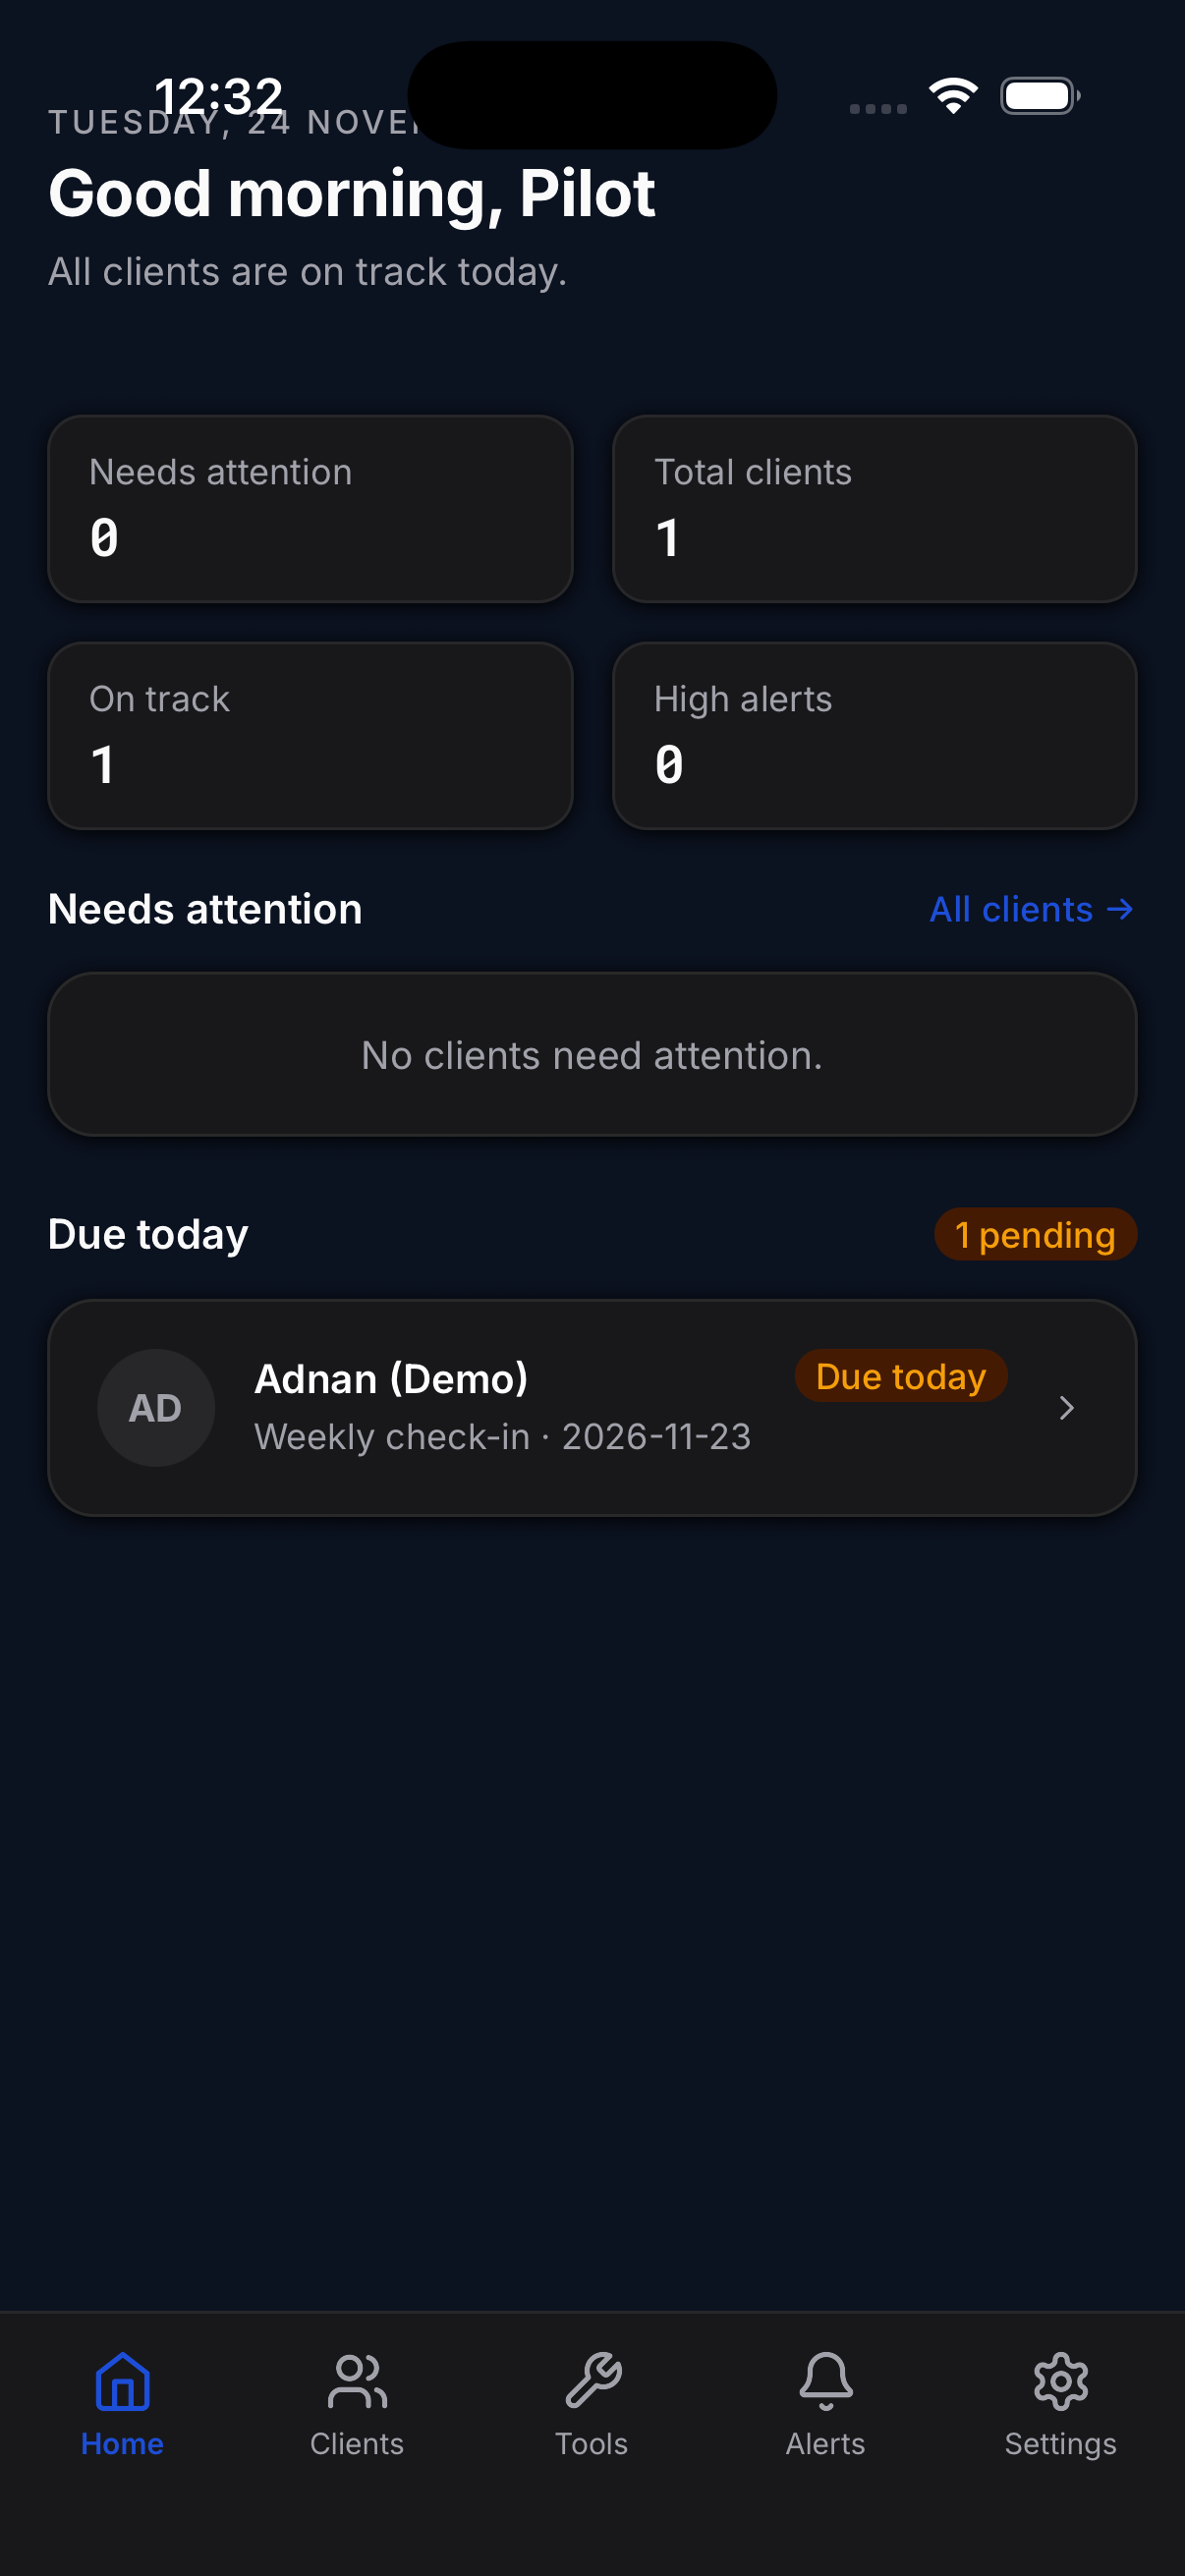 12:32
TUESDAY, 24
Good morning, Pilot
All clients are on track today.
Needs attention
0
Total clients
1
On track
1
High alerts
0
Needs attention
All clients →
No clients need attention.
Due today
1 pending
AD
Adnan (Demo)
Due today
Weekly check-in · 2026-11-23
Home
Clients
Tools
Alerts
Settings